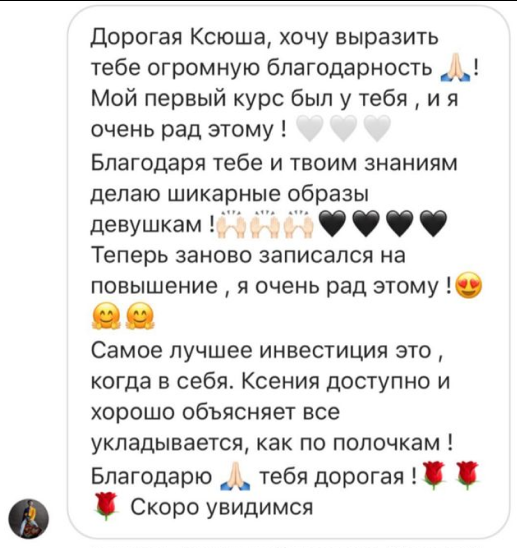 Дорогая Ксюша, хочу выразить
тебе огромную благодарность 🙏🏻!
Мой первый курс был у тебя , и я
очень рад этому ! 🤍🤍🤍
Благодаря тебе и твоим знаниям
делаю шикарные образы
девушкам !🙌🏻🙌🏻🙌🏻🖤🖤🖤🖤
Теперь заново записался на
повышение , я очень рад этому !😍
🤗🤗
Самое лучшее инвестиция это ,
когда в себя. Ксения доступно и
хорошо объясняет все
укладывается, как по полочкам !
Благодарю 🙏🏻 тебя дорогая !🌹🌹
🌹 Скоро увидимся